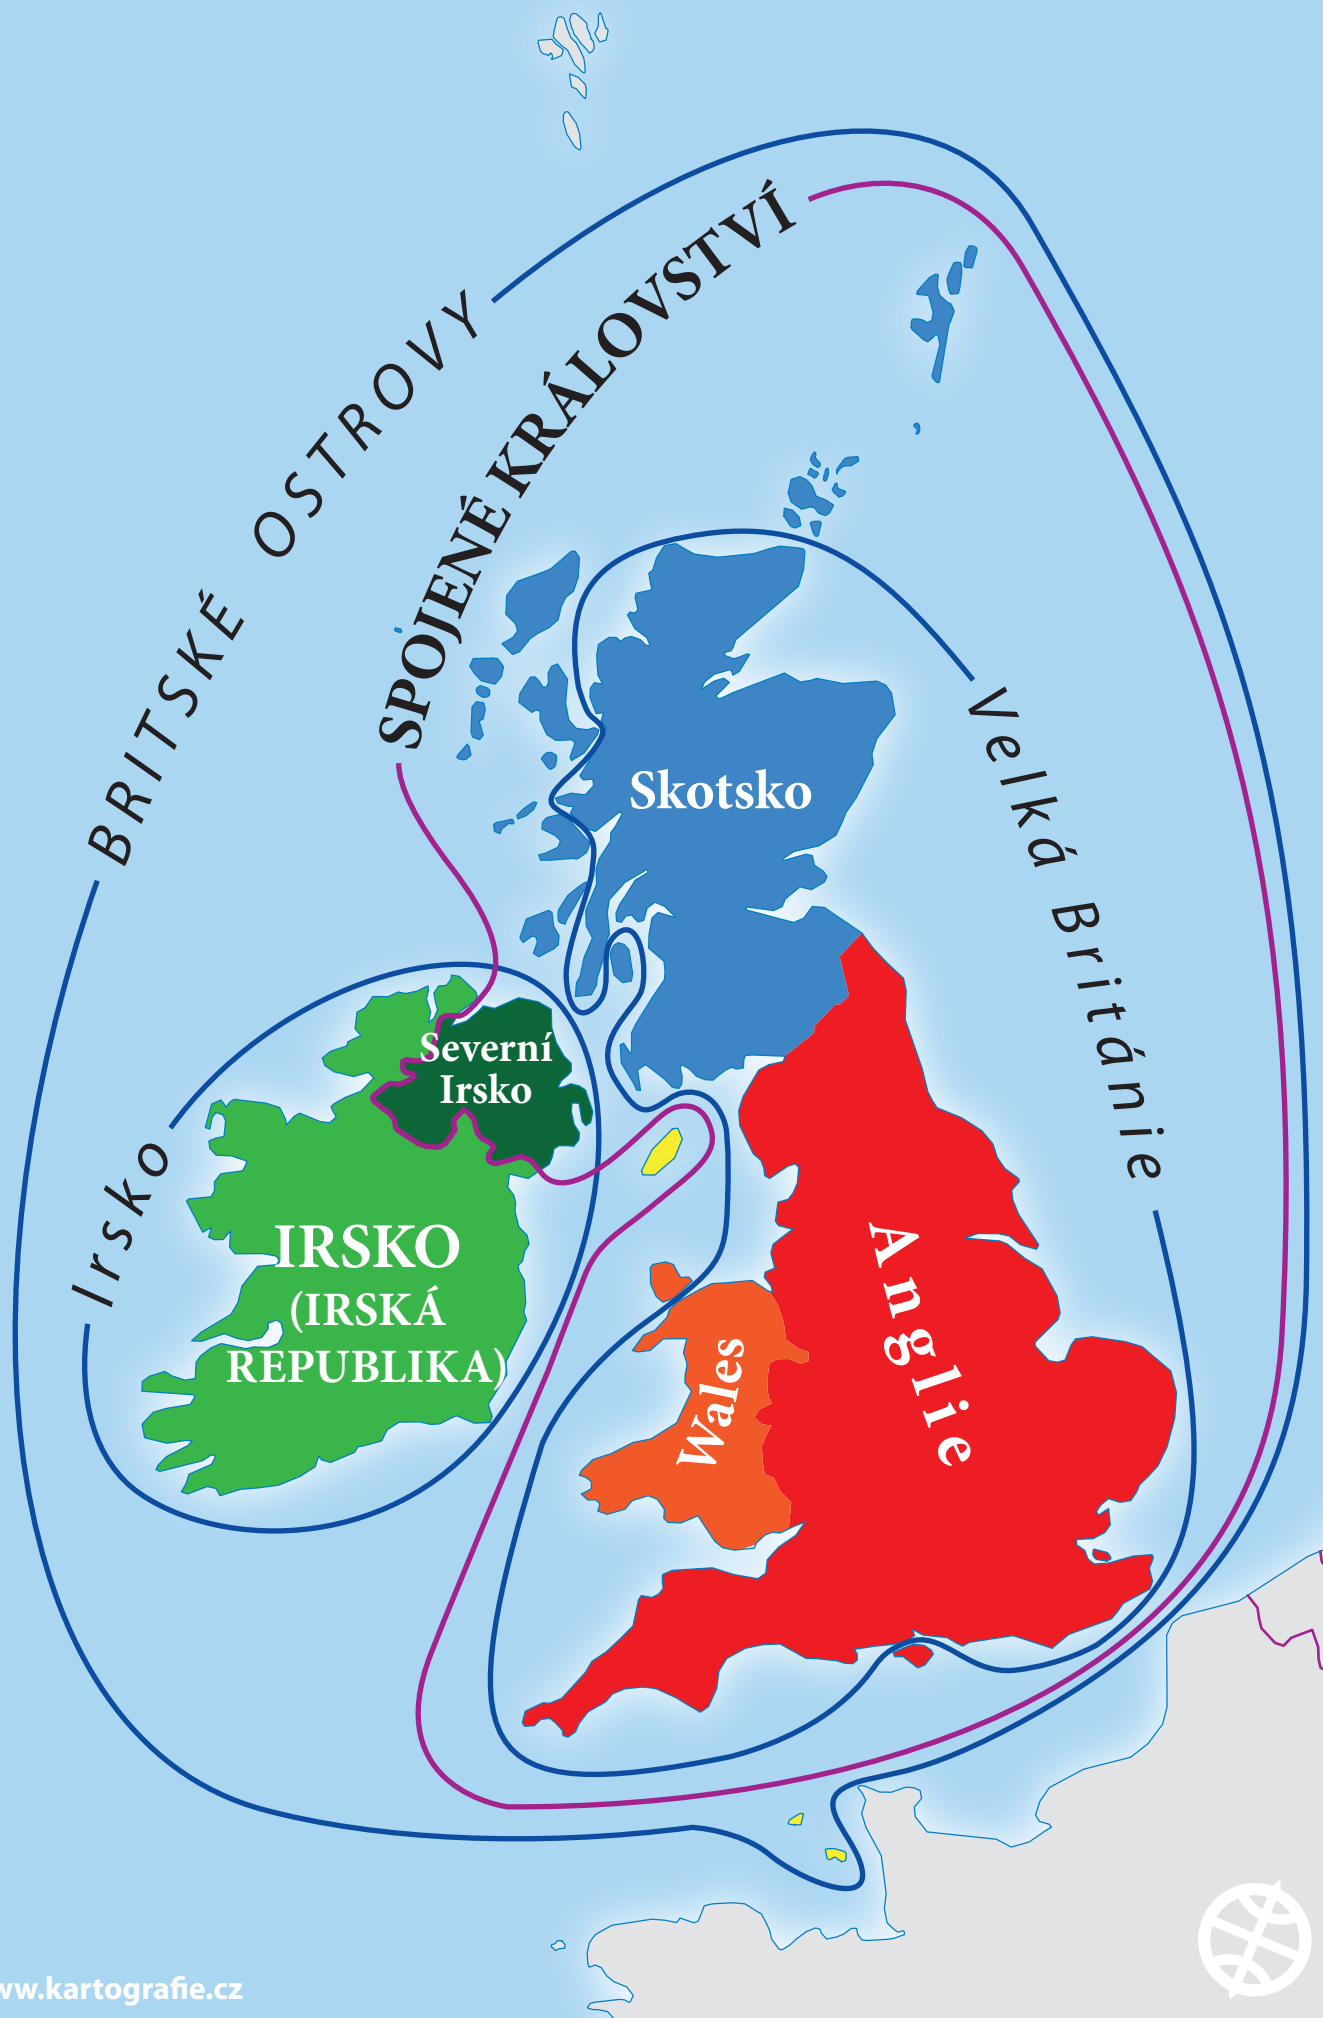 BRITSKÉ OSTROVY
SPOJENÉ KRÁLOVSTVÍ
Velká Británie
Skotsko
Severní
Irsko
Irsko
IRSKO
(IRSKÁ
REPUBLIKA)
Anglie
Wales
ww.kartografie.cz